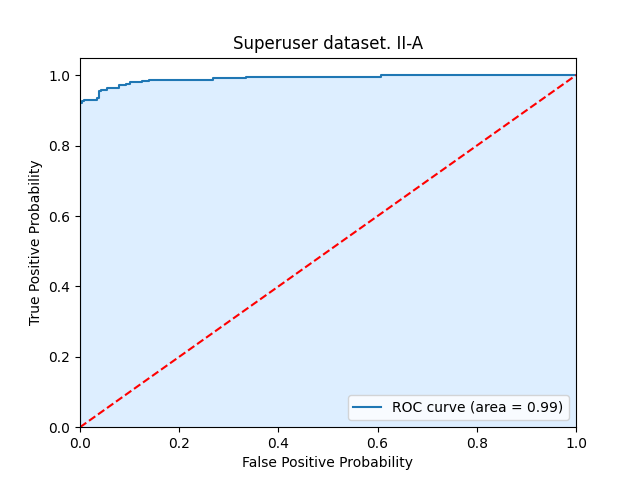 Superuser dataset. II-A
True Positive Probability
1.0
0.8
0.6
0.4
0.2
0.0
ROC curve (area = 0.99)
0.0 0.2 0.4 0.6 0.8 1.0
False Positive Probability